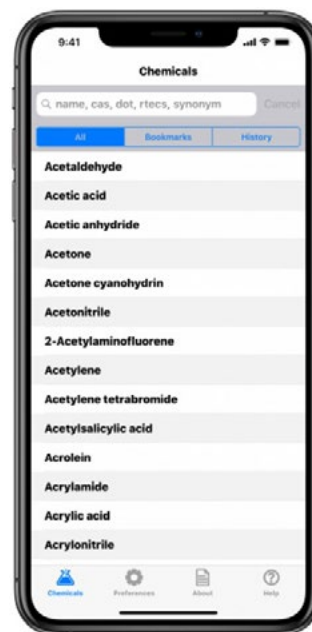 9:41
Chemicals
name, cas, dot, rtecs, synonym Cancel
All Bookmarks History
Acetaldehyde
Acetic acid
Acetic anhydride
Acetone
Acetone cyanohydrin
Acetonitrile
2-Acetylaminofluorene
Acetylene
Acetylene tetrabromide
Acetylsalicylic acid
Acrolein
Acrylamide
Acrylic acid
Acrylonitrile
Chemicals Preferences About Help